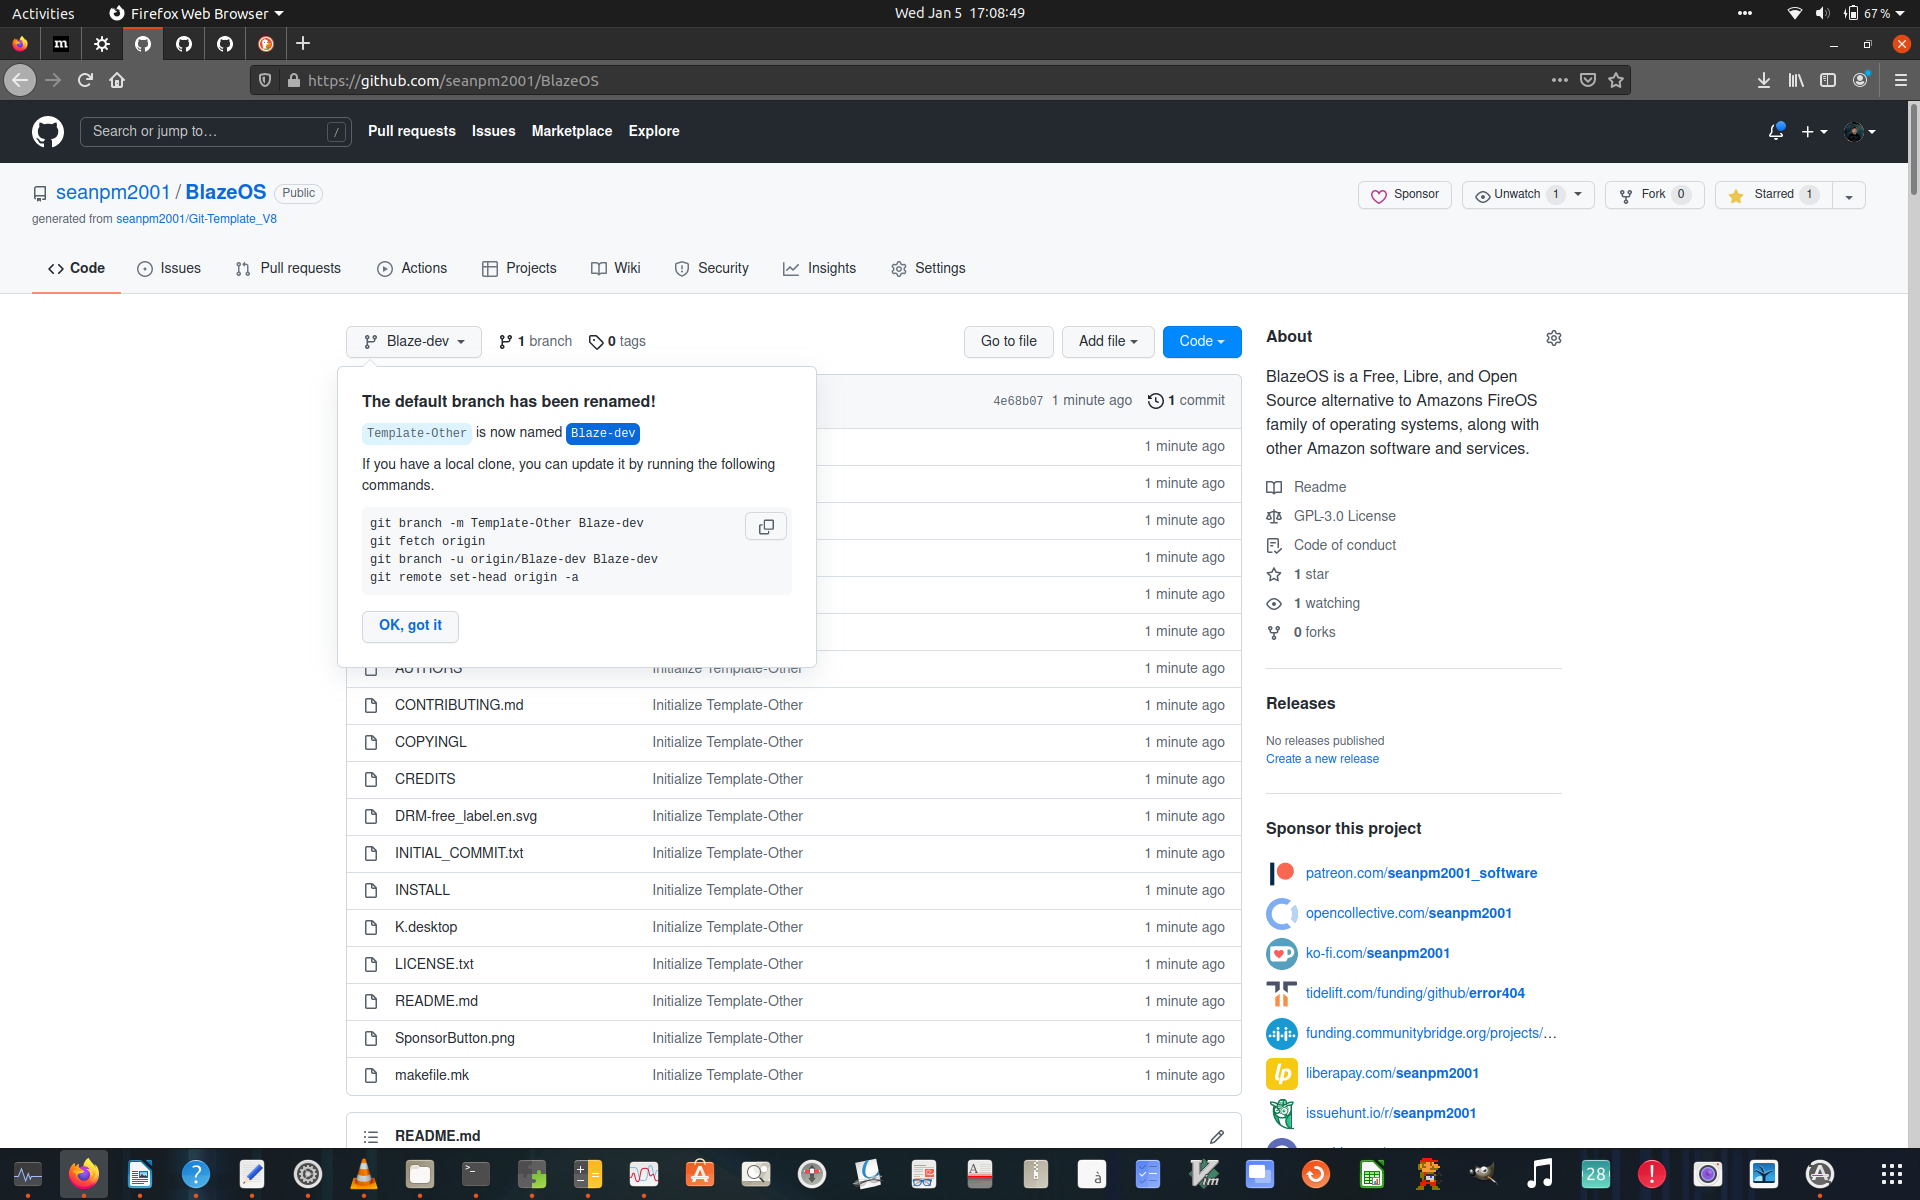 Activities
Firefox Web Browser
Wed Jan 5 17:08:49
67 %
m
https://github.com/seanpm2001/BlazeOS
Search or jump to…
/
Pull requests
Issues
Marketplace
Explore
seanpm2001 / BlazeOS
Public
generated from seanpm2001/Git-Template_V8
Sponsor
Unwatch 1
Fork 0
Starred 1
Code
Issues
Pull requests
Actions
Projects
Wiki
Security
Insights
Settings
Blaze-dev
1 branch
0 tags
Go to file
Add file
Code
The default branch has been renamed!
Template-Other is now named Blaze-dev
If you have a local clone, you can update it by running the following
commands.
git branch -m Template-Other Blaze-dev
git fetch origin
git branch -u origin/Blaze-dev Blaze-dev
git remote set-head origin -a
OK, got it
4e68b07 1 minute ago 1 commit
1 minute ago
1 minute ago
1 minute ago
1 minute ago
1 minute ago
1 minute ago
AUTHORS Initialize Template-Other 1 minute ago
CONTRIBUTING.md Initialize Template-Other 1 minute ago
COPYINGL Initialize Template-Other 1 minute ago
CREDITS Initialize Template-Other 1 minute ago
DRM-free_label.en.svg Initialize Template-Other 1 minute ago
INITIAL_COMMIT.txt Initialize Template-Other 1 minute ago
INSTALL Initialize Template-Other 1 minute ago
K.desktop Initialize Template-Other 1 minute ago
LICENSE.txt Initialize Template-Other 1 minute ago
README.md Initialize Template-Other 1 minute ago
SponsorButton.png Initialize Template-Other 1 minute ago
makefile.mk Initialize Template-Other 1 minute ago
README.md
About
BlazeOS is a Free, Libre, and Open
Source alternative to Amazons FireOS
family of operating systems, along with
other Amazon software and services.
Readme
GPL-3.0 License
Code of conduct
1 star
1 watching
0 forks
Releases
No releases published
Create a new release
Sponsor this project
patreon.com/seanpm2001_software
opencollective.com/seanpm2001
ko-fi.com/seanpm2001
tidelift.com/funding/github/error404
funding.communitybridge.org/projects/…
lp
liberapay.com/seanpm2001
issuehunt.io/r/seanpm2001
28